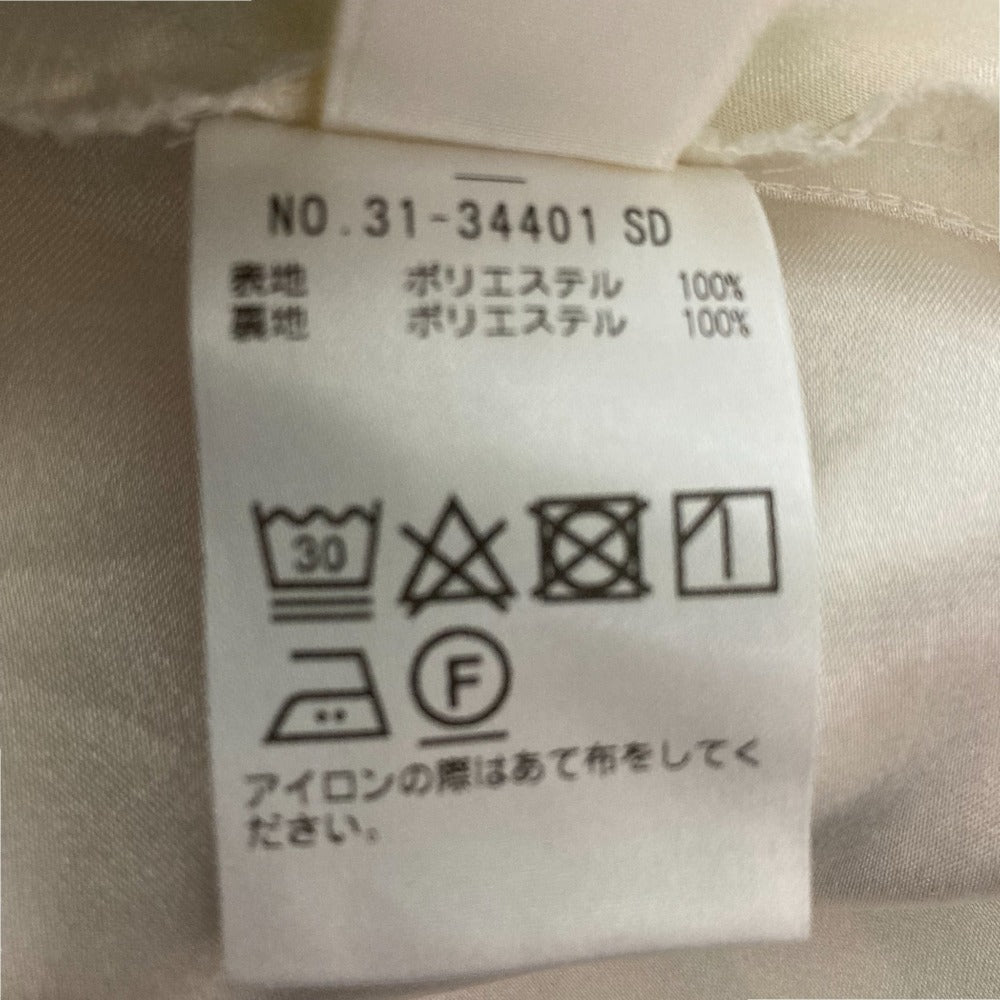 NO.31-34401 SD
表地 ポリエステル 100%
裏地 ポリエステル 100%
30
F
アイロンの際はあて布をしてく
ださい。